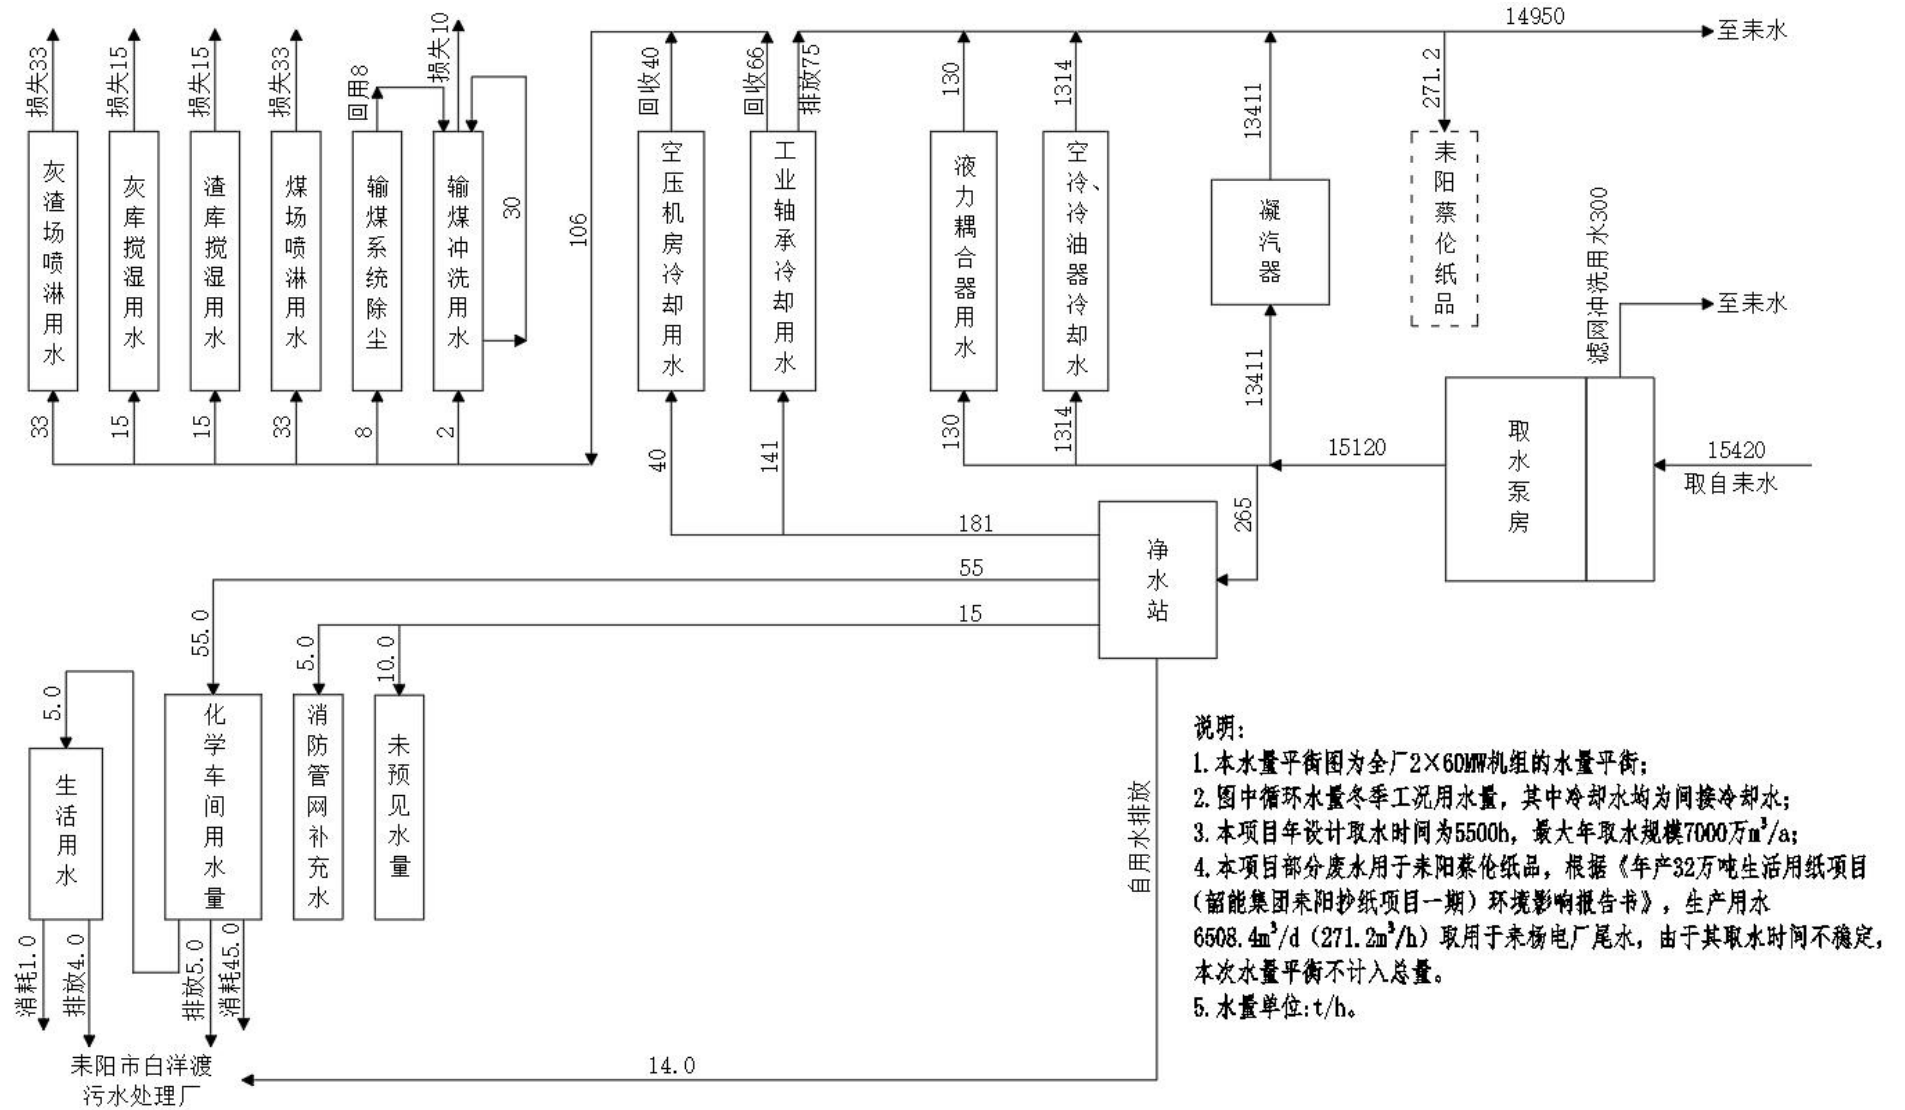 损失33
损失15
损失15
损失33
回用8
损失10
回收40
回收66
排放75
130
1314
13411
14950
至耒水
271.2
灰渣场喷淋用水
灰库搅湿用水
渣库搅湿用水
煤场喷淋用水
输煤系统除尘
输煤冲洗用水
30
106
空压机房冷却用水
工业轴承冷却用水
液力耦合器用水
空冷、冷油器冷却水
凝汽器
耒阳蔡伦纸品
滤网冲洗用水300
至耒水
33
15
15
33
8
2
40
141
130
1314
13411
15120
取水泵房
15420
取自耒水
265
净水站
181
55
15
55.0
5.0
10.0
5.0
生活用水
化学车间用水量
消防管网补充水
未预见水量
消耗1.0
排放4.0
排放5.0
消耗45.0
自用水排放
14.0
耒阳市白洋渡
污水处理厂
说明:
1.本水量平衡图为全厂2×60MW机组的水量平衡;
2.图中循环水量冬季工况用水量，其中冷却水均为间接冷却水;
3.本项目年设计取水时间为5500h，最大年取水规模7000万m³/a;
4.本项目部分废水用于耒阳蔡伦纸品，根据《年产32万吨生活用纸项目
(韶能集团耒阳抄纸项目一期）环境影响报告书》，生产用水
6508.4m³/d（271.2m³/h）取用于来杨电厂尾水，由于其取水时间不稳定，
本次水量平衡不计入总量。
5.水量单位:t/h。